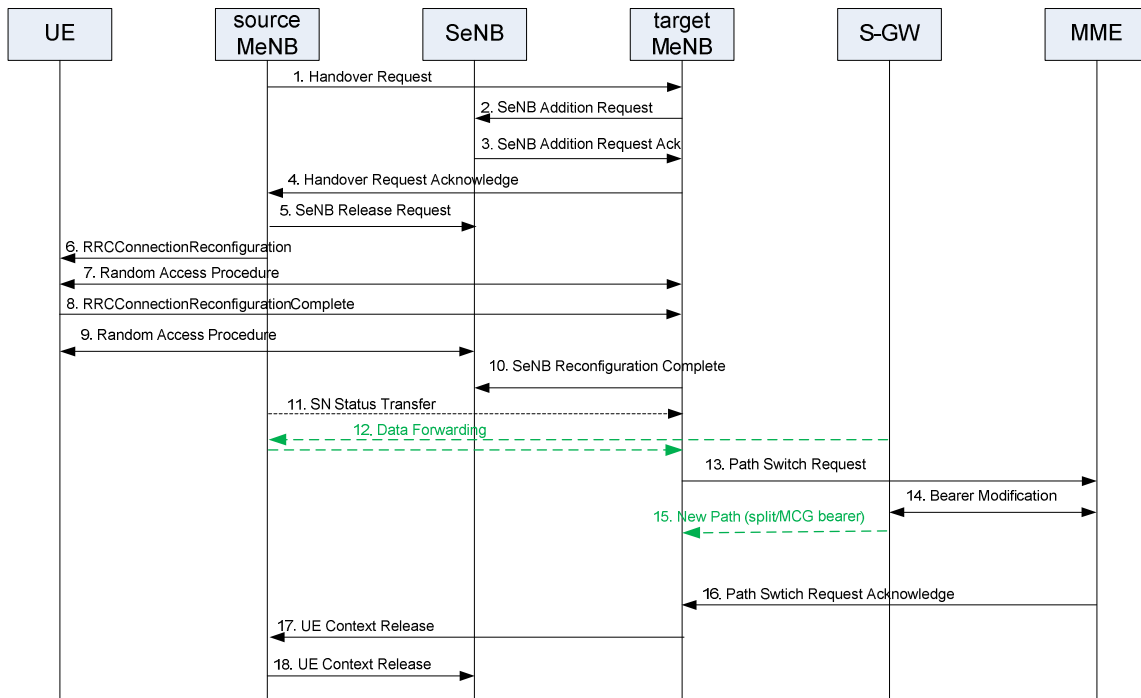 UE
source
MeNB
SeNB
target
MeNB
S-GW
MME
1. Handover Request
2. SeNB Addition Request
3. SeNB Addition Request Ack
4. Handover Request Acknowledge
5. SeNB Release Request
6. RRCConnectionReconfiguration
7. Random Access Procedure
8. RRCConnectionReconfigurationComplete
9. Random Access Procedure
10. SeNB Reconfiguration Complete
11. SN Status Transfer
12. Data Forwarding
13. Path Switch Request
14. Bearer Modification
15. New Path (split/MCG bearer)
16. Path Swtich Request Acknowledge
17. UE Context Release
18. UE Context Release